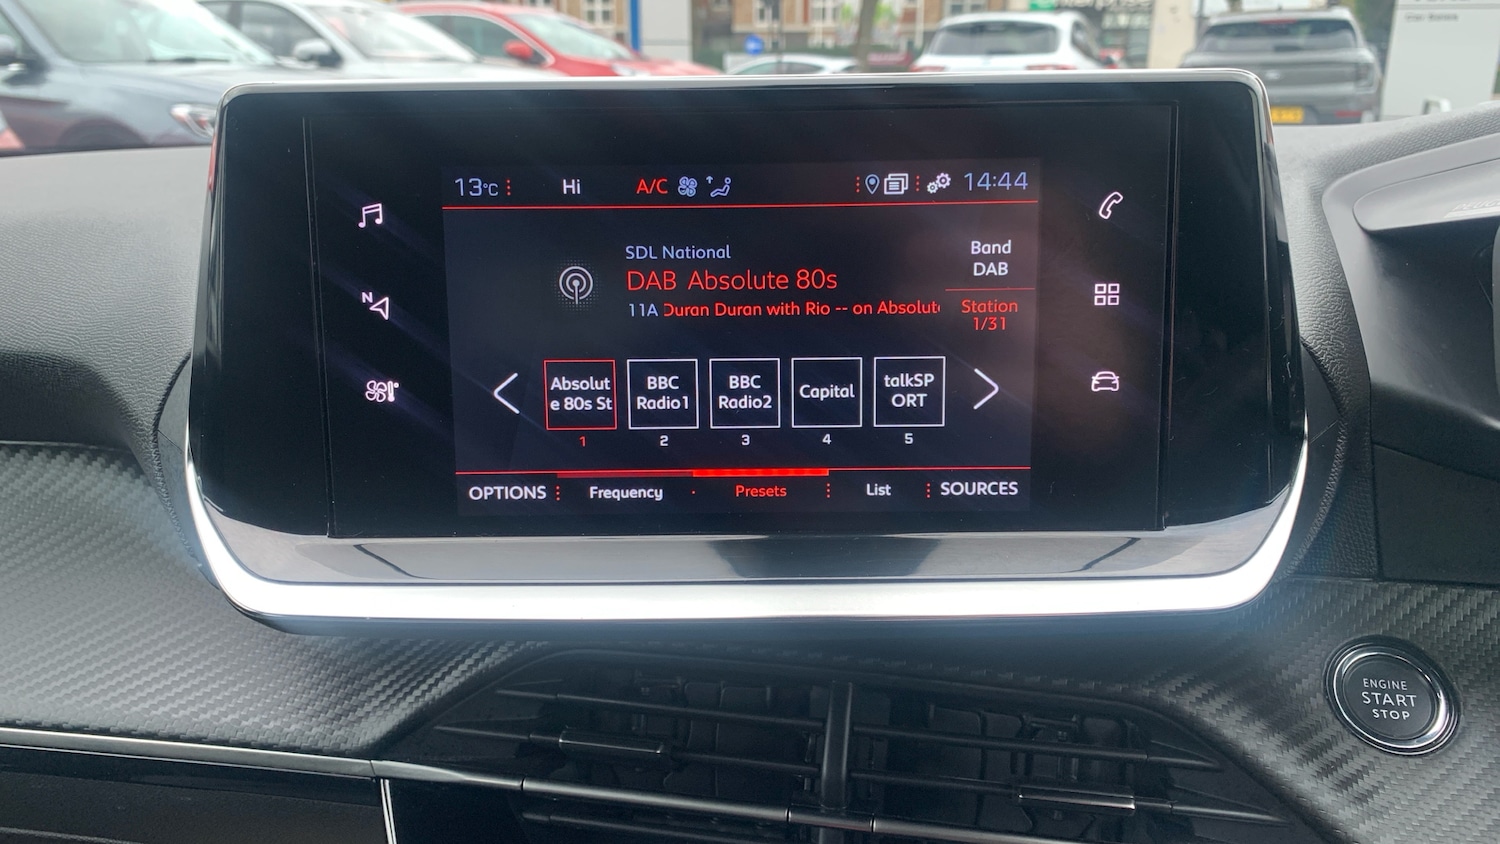 13°C Hi A/C 14:44
SDL National
DAB Absolute 80s
11A Duran Duran with Rio -- on Absolut
Band
DAB
Station
1/31
N
Absolut
e 80s St
1
BBC
Radio1
2
BBC
Radio2
3
Capital
4
talkSP
ORT
5
OPTIONS Frequency Presets List SOURCES
ENGINE
START
STOP